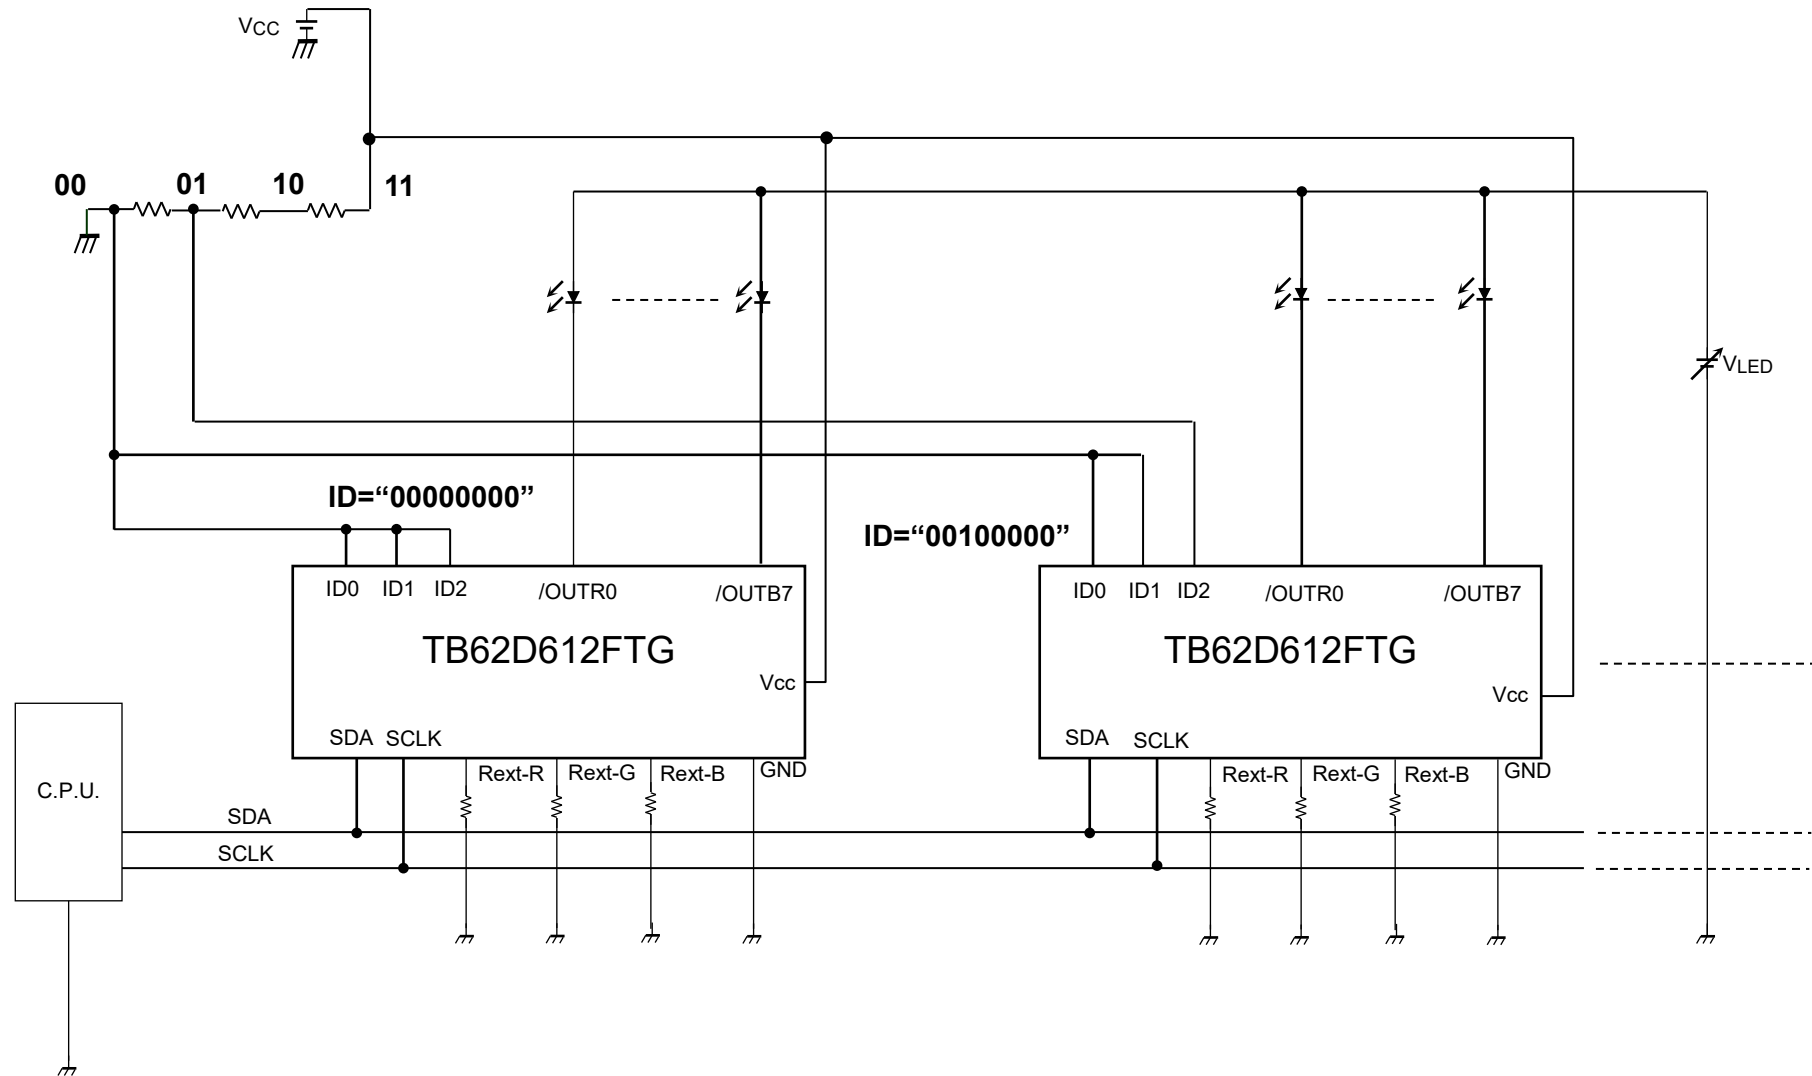 VCC
00 01 10 11
VLED
ID=“00000000”
ID=“00100000”
ID0 ID1 ID2 /OUTR0 /OUTB7
TB62D612FTG
Vcc
SDA SCLK
Rext-R Rext-G Rext-B GND
ID0 ID1 ID2 /OUTR0 /OUTB7
TB62D612FTG
Vcc
SDA SCLK
Rext-R Rext-G Rext-B GND
C.P.U.
SDA
SCLK